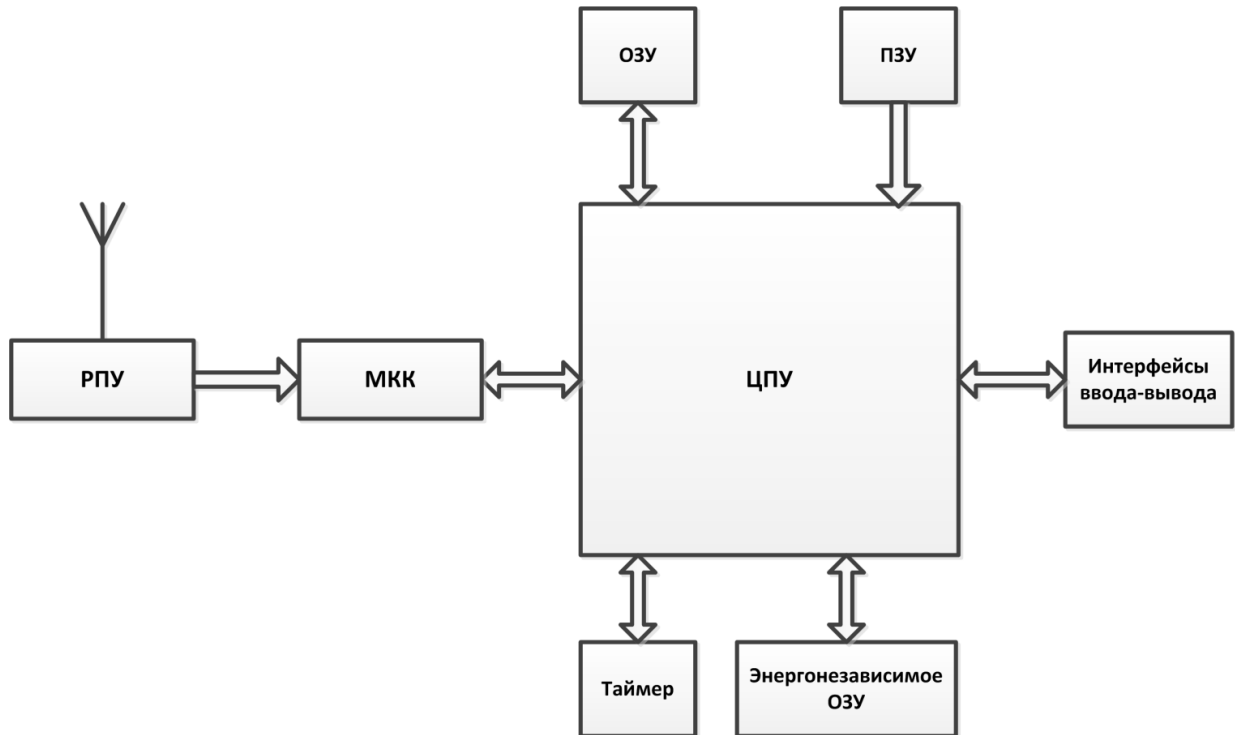 ОЗУ
ПЗУ
РПУ
МКК
ЦПУ
Интерфейсы
ввода-вывода
Таймер
Энергонезависимое
ОЗУ